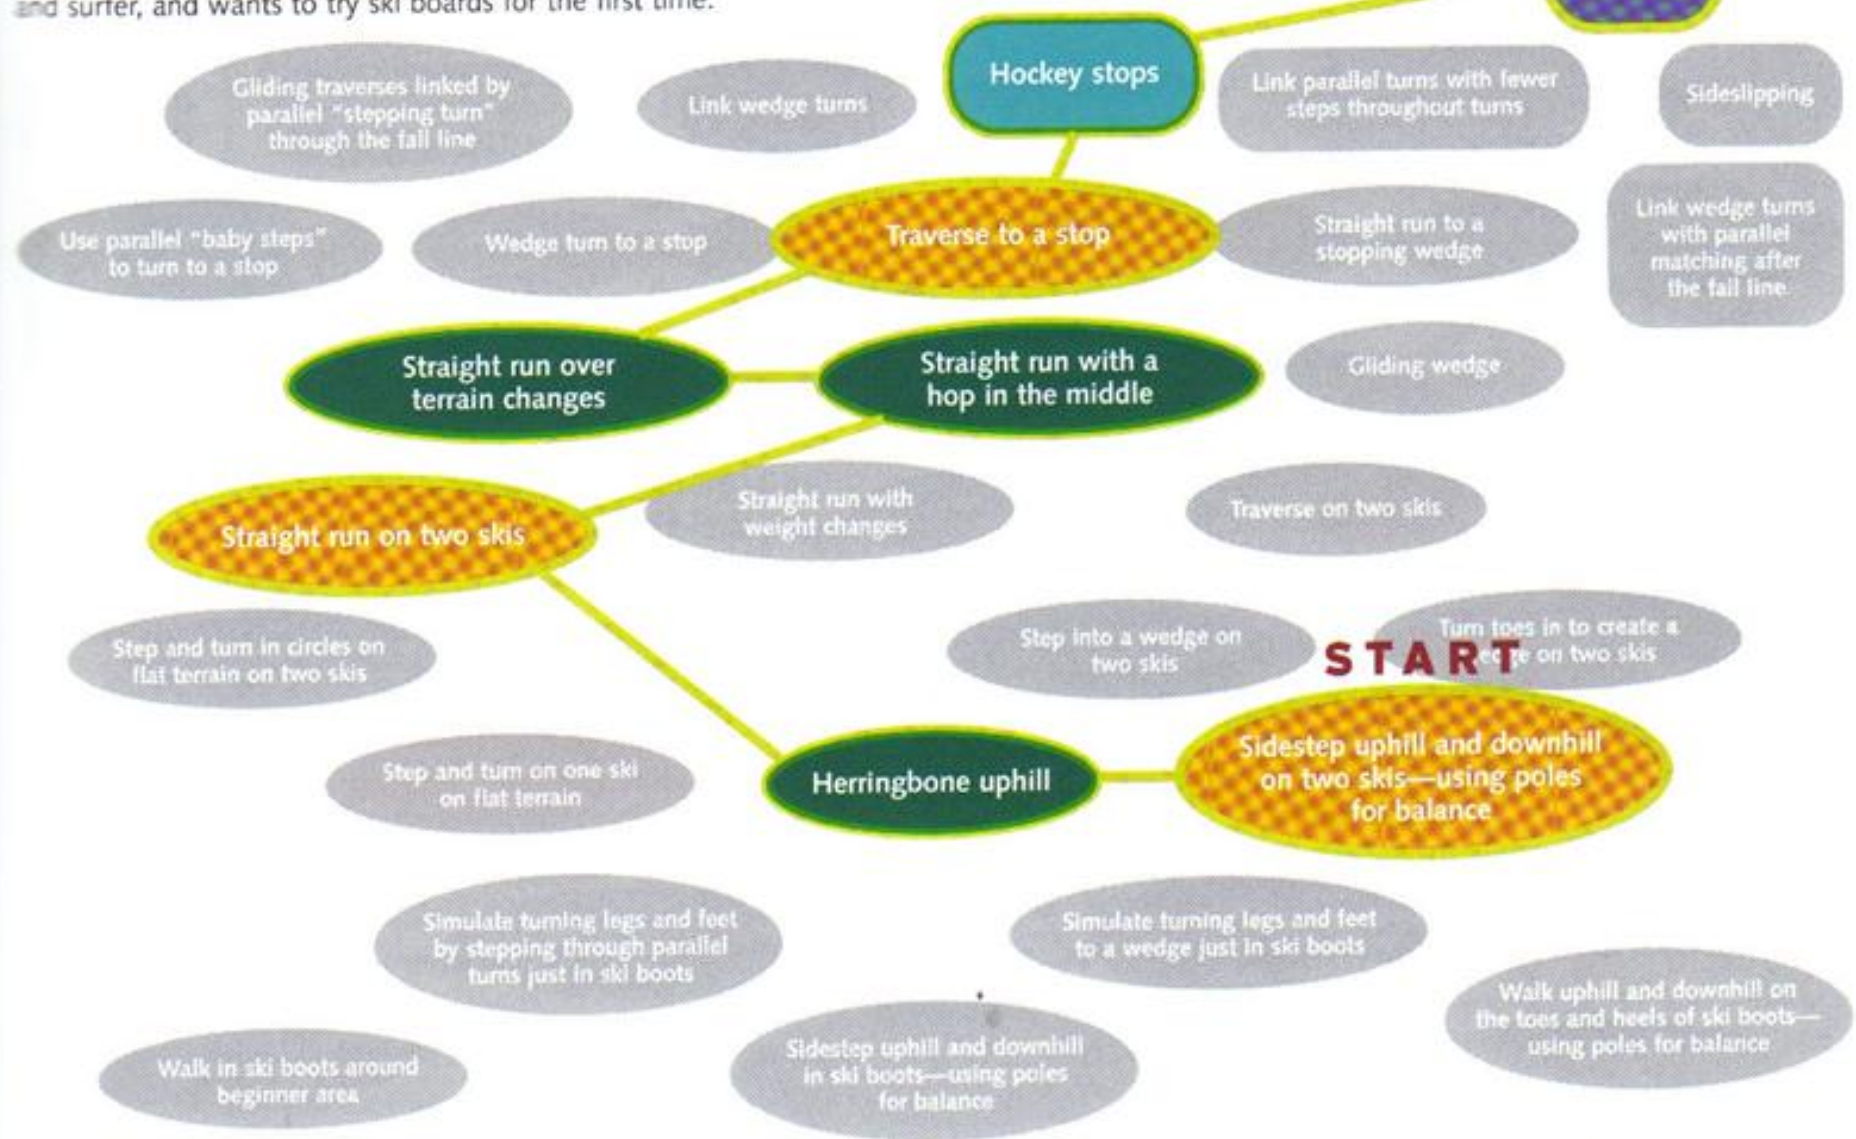 and surfer, and wants to try ski boards for the first time.
Hockey stops
Gliding traverses linked by
parallel “stepping turn”
through the fall line
Link wedge turns
Link parallel turns with fewer
steps throughout turns
Sideslipping
Use parallel “baby steps”
to turn to a stop
Wedge turn to a stop
Traverse to a stop
Straight run to a
stopping wedge
Link wedge turns
with parallel
matching after
the fall line
Straight run over
terrain changes
Straight run with a
hop in the middle
Gliding wedge
Straight run on two skis
Straight run with
weight changes
Traverse on two skis
Step and turn in circles on
flat terrain on two skis
Step into a wedge on
two skis
START
Turn toes in to create a
on two skis
Step and turn on one ski
on flat terrain
Herringbone uphill
Sidestep uphill and downhill
on two skis—using poles
for balance
Simulate turning legs and feet
by stepping through parallel
turns just in ski boots
Simulate turning legs and feet
to a wedge just in ski boots
Walk uphill and downhill on
the toes and heels of ski boots—
using poles for balance
Walk in ski boots around
beginner area
Sidestep uphill and downhill
in ski boots—using poles
for balance